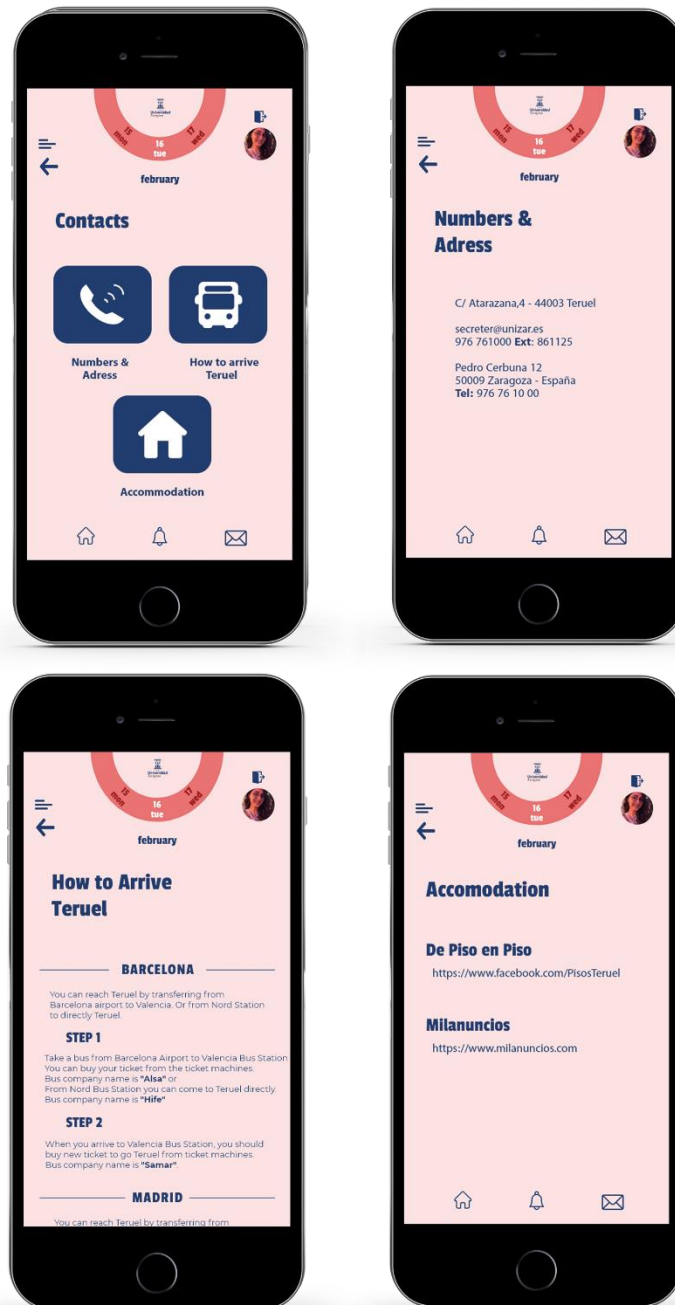 Universidad
Zaragoza
15
mon
16
tue
17
wed
february
Contacts
Numbers &
Adress
How to arrive
Teruel
Accommodation
Universidad
Zaragoza
15
mon
16
tue
17
wed
february
Numbers &
Adress
C/ Atarazana,4 - 44003 Teruel
secreter@unizar.es
976 761000 Ext: 861125
Pedro Cerbuna 12
50009 Zaragoza - España
Tel: 976 76 10 00
Universidad
Zaragoza
15
mon
16
tue
17
wed
february
How to Arrive
Teruel
BARCELONA
You can reach Teruel by transferring from
Barcelona airport to Valencia. Or from Nord Station
to directly Teruel.
STEP 1
Take a bus from Barcelona Airport to Valencia Bus Station
You can buy your ticket from the ticket machines.
Bus company name is "Alsa" or
From Nord Bus Station you can come to Teruel directly.
Bus company name is "Hife"
STEP 2
When you arrive to Valencia Bus Station, you should
buy new ticket to go Teruel from ticket machines.
Bus company name is "Samar".
MADRID
You can reach Teruel by transferring from
Universidad
Zaragoza
15
mon
16
tue
17
wed
february
Accomodation
De Piso en Piso
https://www.facebook.com/PisosTeruel
Milanuncios
https://www.milanuncios.com